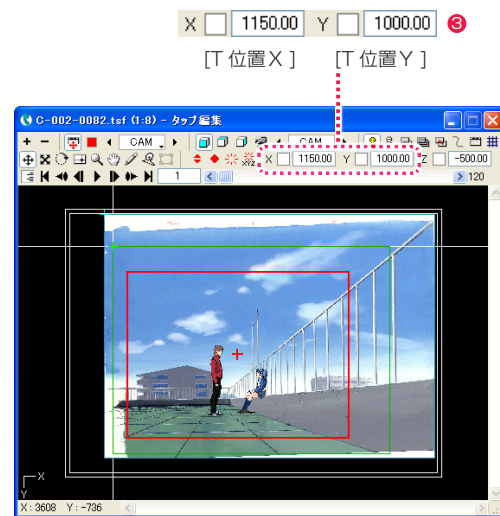 X 1150.00 Y 1000.00 ❸
[T 位置X ] [T 位置Y ]
C-002-0082.tsf (1:8) - タップ編集
CAM CAM
X 1150.00 Y 1000.00 Z -500.00
1 120
X
Y
X : 3608 Y : -736